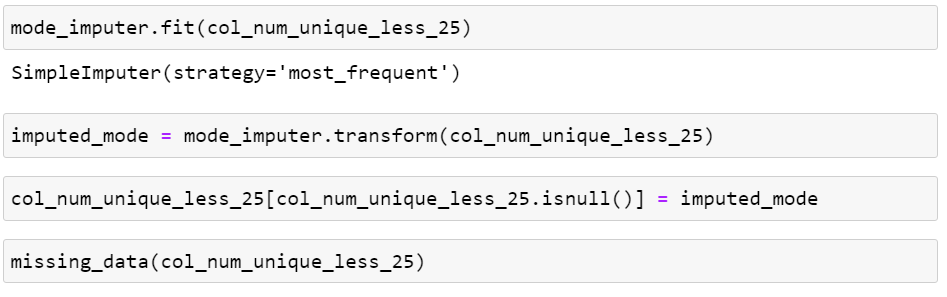 mode_imputer.fit(col_num_unique_less_25)
SimpleImputer(strategy='most_frequent')
imputed_mode = mode_imputer.transform(col_num_unique_less_25)
col_num_unique_less_25[col_num_unique_less_25.isnull()] = imputed_mode
missing_data(col_num_unique_less_25)